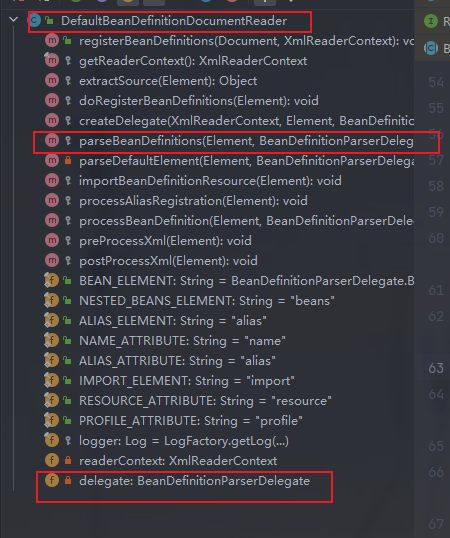 DefaultBeanDefinitionDocumentReader
registerBeanDefinitions(Document, XmlReaderContext): vo
getReaderContext(): XmlReaderContext
extractSource(Element): Object
doRegisterBeanDefinitions(Element): void
createDelegate(XmlReaderContext, Element, BeanDefinition
parseBeanDefinitions(Element, BeanDefinitionParserDeleg
parseDefaultElement(Element, BeanDefinitionParserDelega
importBeanDefinitionResource(Element): void
processAliasRegistration(Element): void
processBeanDefinition(Element, BeanDefinitionParserDele
preProcessXml(Element): void
postProcessXml(Element): void
BEAN_ELEMENT: String = BeanDefinitionParserDelegate.B
NESTED_BEANS_ELEMENT: String = "beans"
ALIAS_ELEMENT: String = "alias"
NAME_ATTRIBUTE: String = "name"
ALIAS_ATTRIBUTE: String = "alias"
IMPORT_ELEMENT: String = "import"
RESOURCE_ATTRIBUTE: String = "resource"
PROFILE_ATTRIBUTE: String = "profile"
logger: Log = LogFactory.getLog(...)
readerContext: XmlReaderContext
delegate: BeanDefinitionParserDelegate
R
B
54
55
56
57
58
59
60
61
62
63
64
65
66
67